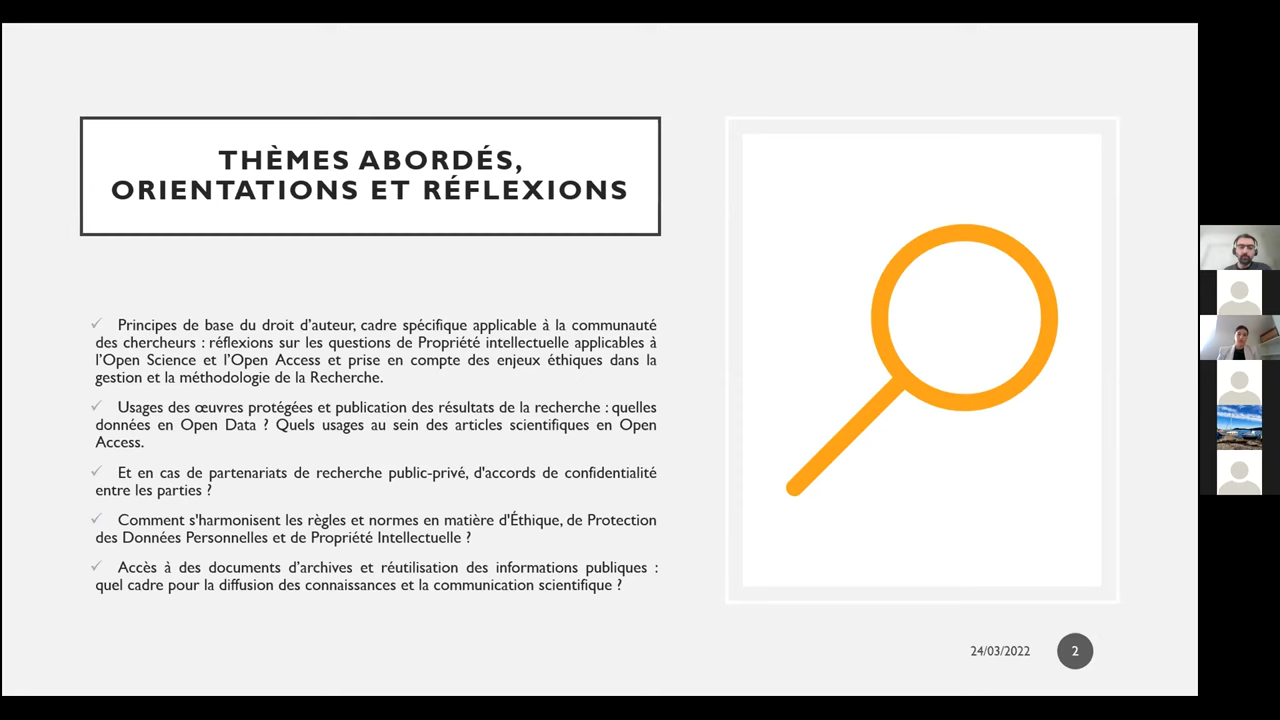 THÈMES ABORDÉS,
ORIENTATIONS ET RÉFLEXIONS
Principes de base du droit d'auteur, cadre spécifique applicable à la communauté
des chercheurs : réflexions sur les questions de Propriété intellectuelle applicables à
l'Open Science et l'Open Access et prise en compte des enjeux éthiques dans la
gestion et la méthodologie de la Recherche.
Usages des œuvres protégées et publication des résultats de la recherche : quelles
données en Open Data ? Quels usages au sein des articles scientifiques en Open
Access.
Et en cas de partenariats de recherche public-privé, d'accords de confidentialité
entre les parties ?
Comment s'harmonisent les règles et normes en matière d'Éthique, de Protection
des Données Personnelles et de Propriété Intellectuelle ?
Accès à des documents d'archives et réutilisation des informations publiques :
quel cadre pour la diffusion des connaissances et la communication scientifique ?
24/03/2022
2